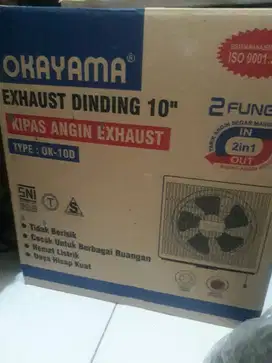 OKAYAMA®
EXHAUST DINDING 10"
KIPAS ANGIN EXHAUST
TYPE : OK-10D
ISO 9001:
2 FUNG
IN
2in1
OUT
SNI
T
S
• Tidak Berisik
• Cocok Untuk Berbagai Ruangan
• Hemat Listrik
• Daya Hisap Kuat